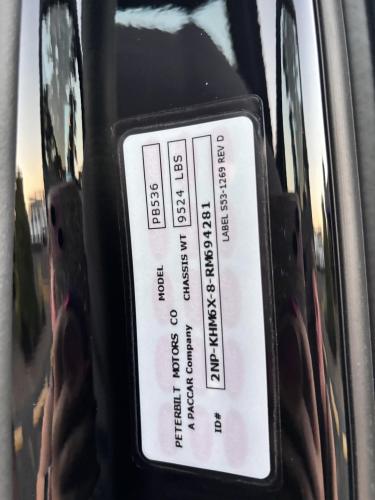 PETERBILT MOTORS CO MODEL PB536
A PACCAR Company CHASSIS WT 9524 LBS
ID# 2NP-KHM6X-8-RM694281
LABEL S53-1269 REV D